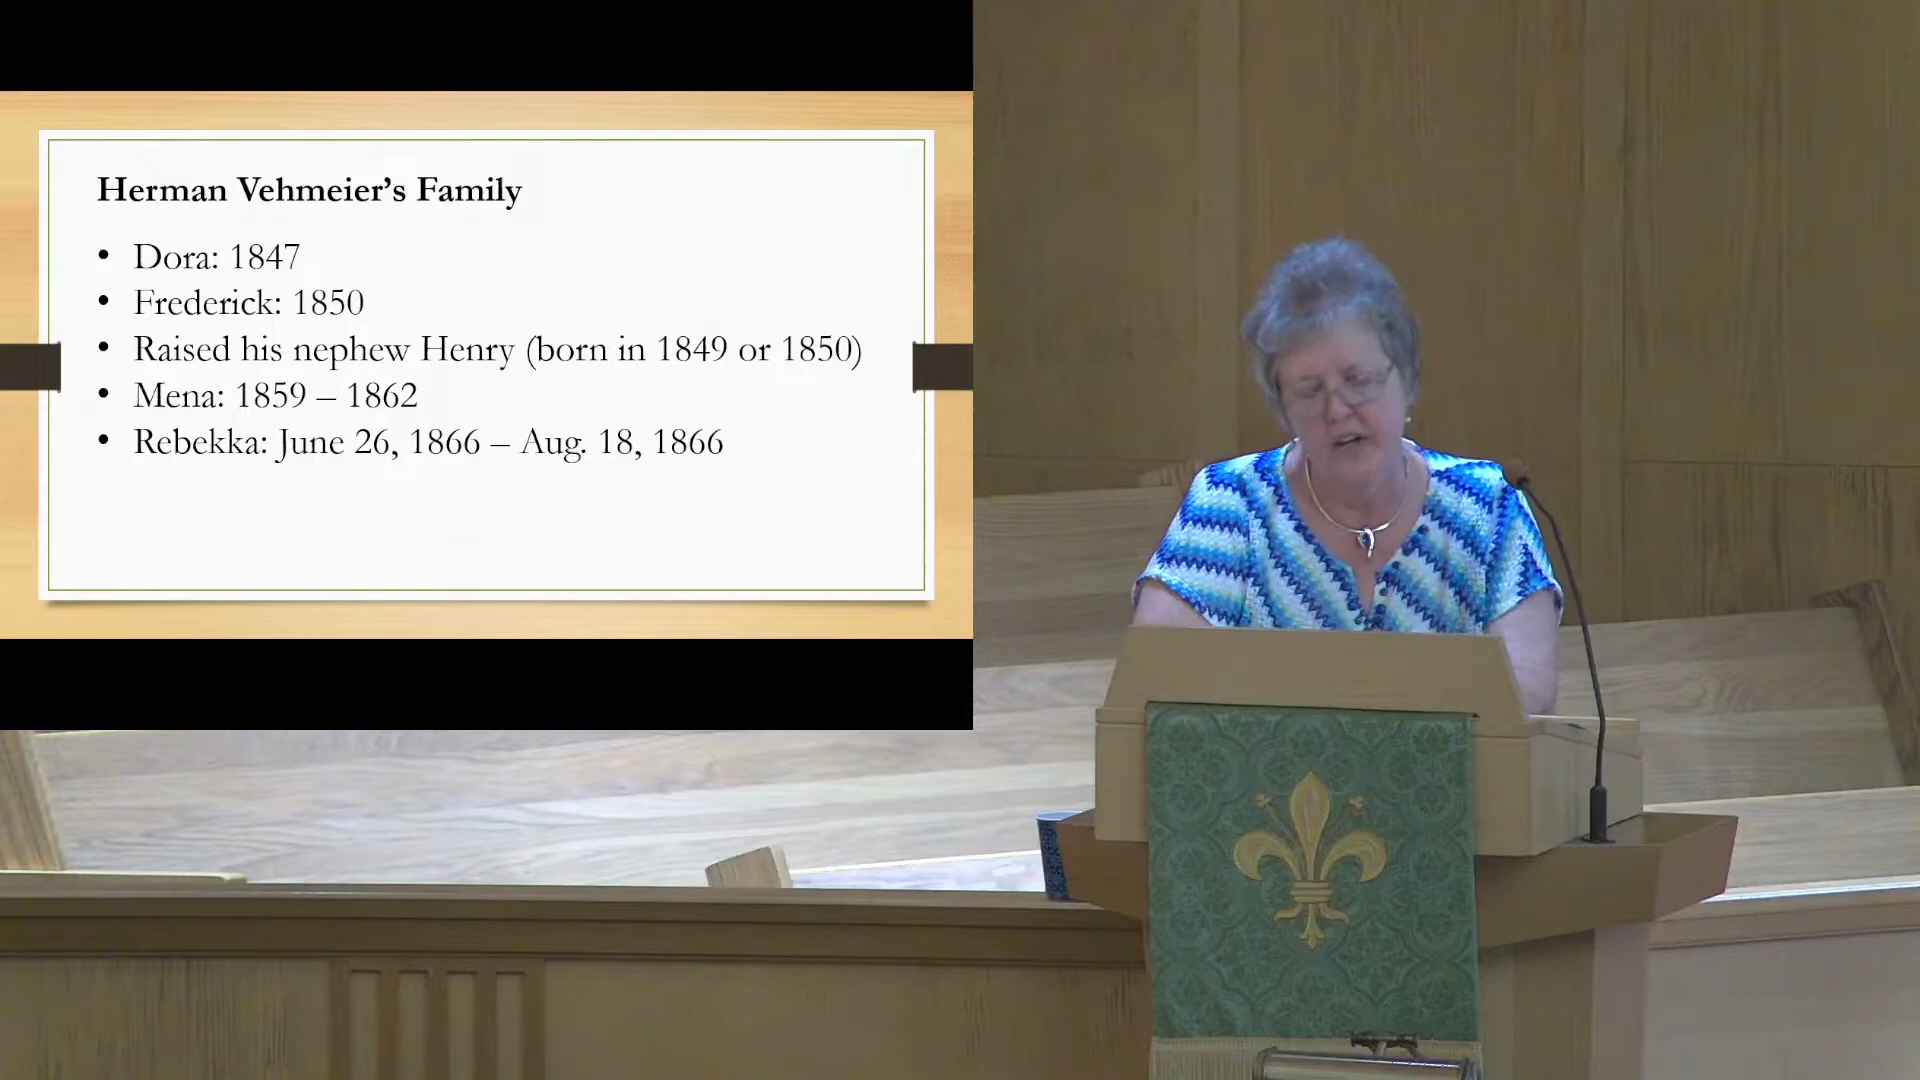 Herman Vehmeier’s Family
• Dora: 1847
• Frederick: 1850
• Raised his nephew Henry (born in 1849 or 1850)
• Mena: 1859 – 1862
• Rebekka: June 26, 1866 – Aug. 18, 1866